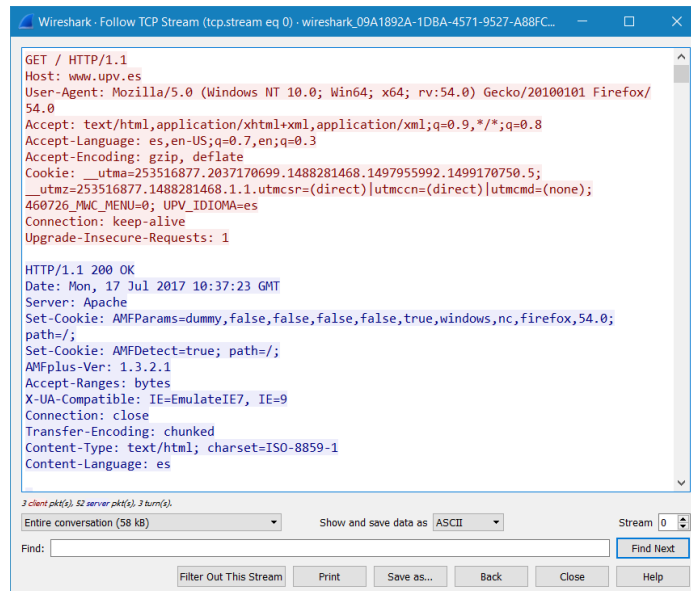 Wireshark · Follow TCP Stream (tcp.stream eq 0) · wireshark_09A1892A-1DBA-4571-9527-A88FC...
GET / HTTP/1.1
Host: www.upv.es
User-Agent: Mozilla/5.0 (Windows NT 10.0; Win64; x64; rv:54.0) Gecko/20100101 Firefox/
54.0
Accept: text/html,application/xhtml+xml,application/xml;q=0.9,*/*;q=0.8
Accept-Language: es,en-US;q=0.7,en;q=0.3
Accept-Encoding: gzip, deflate
Cookie: __utma=253516877.2037170699.1488281468.1497955992.1499170750.5;
__utmz=253516877.1488281468.1.1.utmcsr=(direct)|utmccn=(direct)|utmcmd=(none);
460726_MWC_MENU=0; UPV_IDIOMA=es
Connection: keep-alive
Upgrade-Insecure-Requests: 1
HTTP/1.1 200 OK
Date: Mon, 17 Jul 2017 10:37:23 GMT
Server: Apache
Set-Cookie: AMFParams=dummy,false,false,false,false,true,windows,nc,firefox,54.0;
path=/;
Set-Cookie: AMFDetect=true; path=/;
AMFplus-Ver: 1.3.2.1
Accept-Ranges: bytes
X-UA-Compatible: IE=EmulateIE7, IE=9
Connection: close
Transfer-Encoding: chunked
Content-Type: text/html; charset=ISO-8859-1
Content-Language: es
3 client pkt(s), 52 server pkt(s), 3 turn(s).
Entire conversation (58 kB) Show and save data as ASCII Stream 0
Find: Find Next
Filter Out This Stream Print Save as... Back Close Help